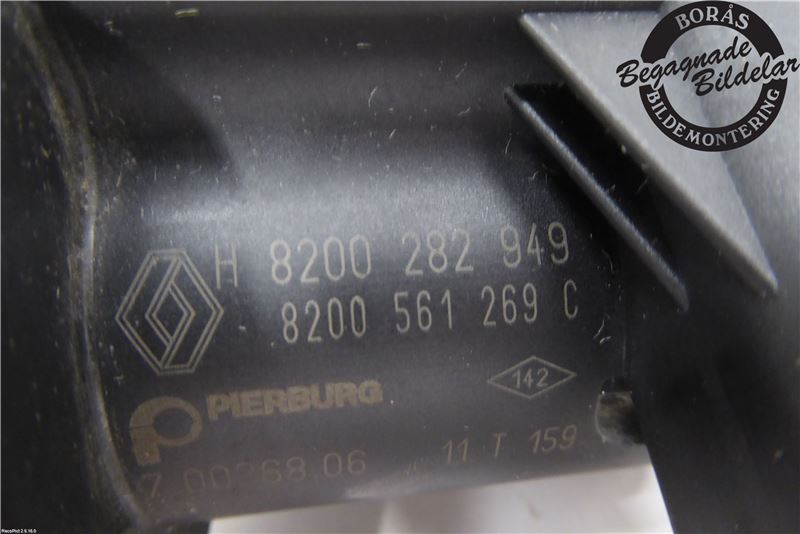 BORÅS
Begagnade
Bildelar
BILDEMONTERING
H 8200 282 949
8200 561 269 C
PIERBURG
142
11 T 159